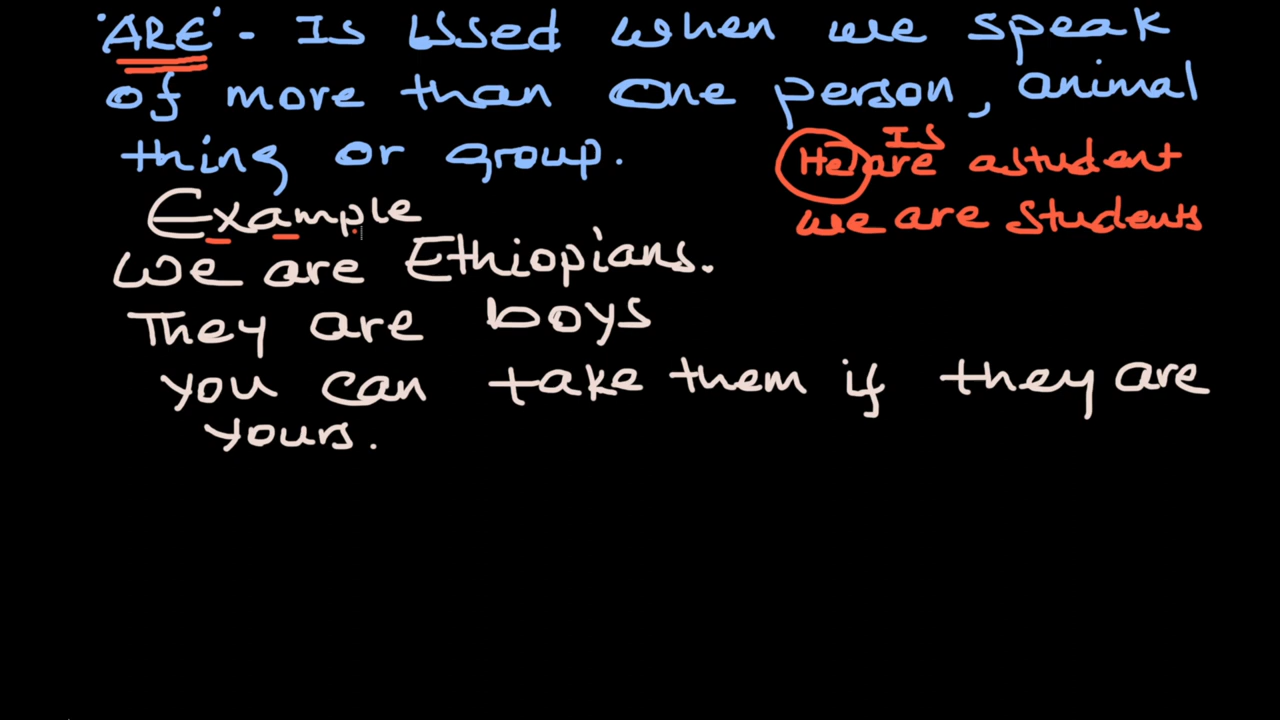 'ARE' - Is Used when we speak
of more than one person, animal
thing or group.
Is
He are a student
we are students
Example
We are Ethiopians.
They are boys
you can take them if they are
yours.